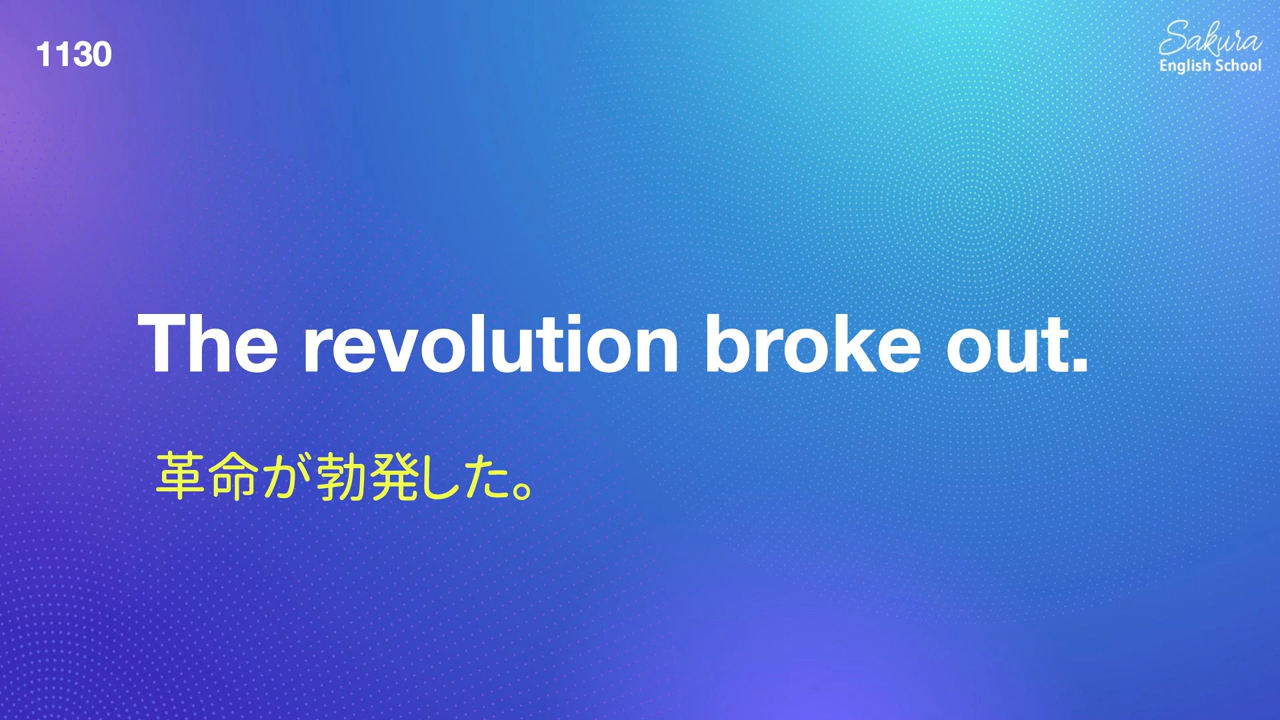 1130
Sakura
English School
The revolution broke out.
革命が勃発した。